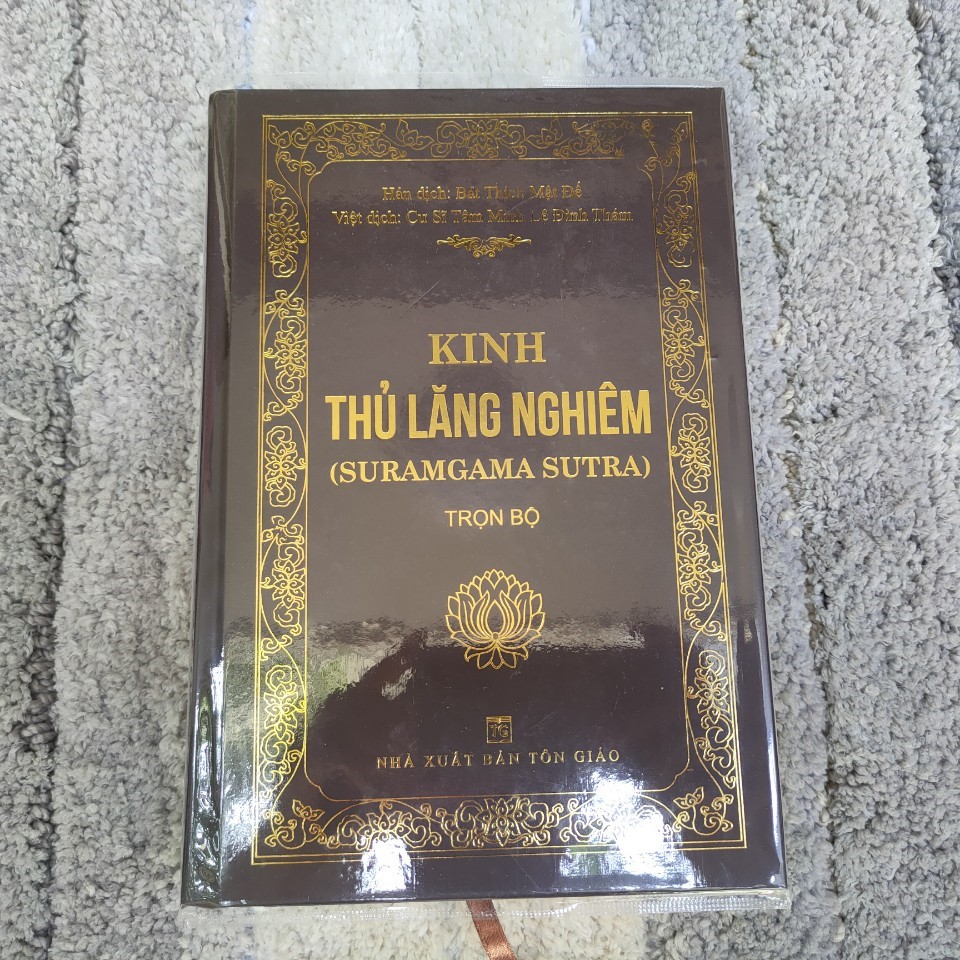 Hán dịch: Bát Thích Mật Đế
Việt dịch: Cư Sĩ Tâm Minh Lê Đình Thám
KINH
THỦ LĂNG NGHIÊM
(SURAMGAMA SUTRA)
TRỌN BỘ
TG
NHÀ XUẤT BẢN TÔN GIÁO